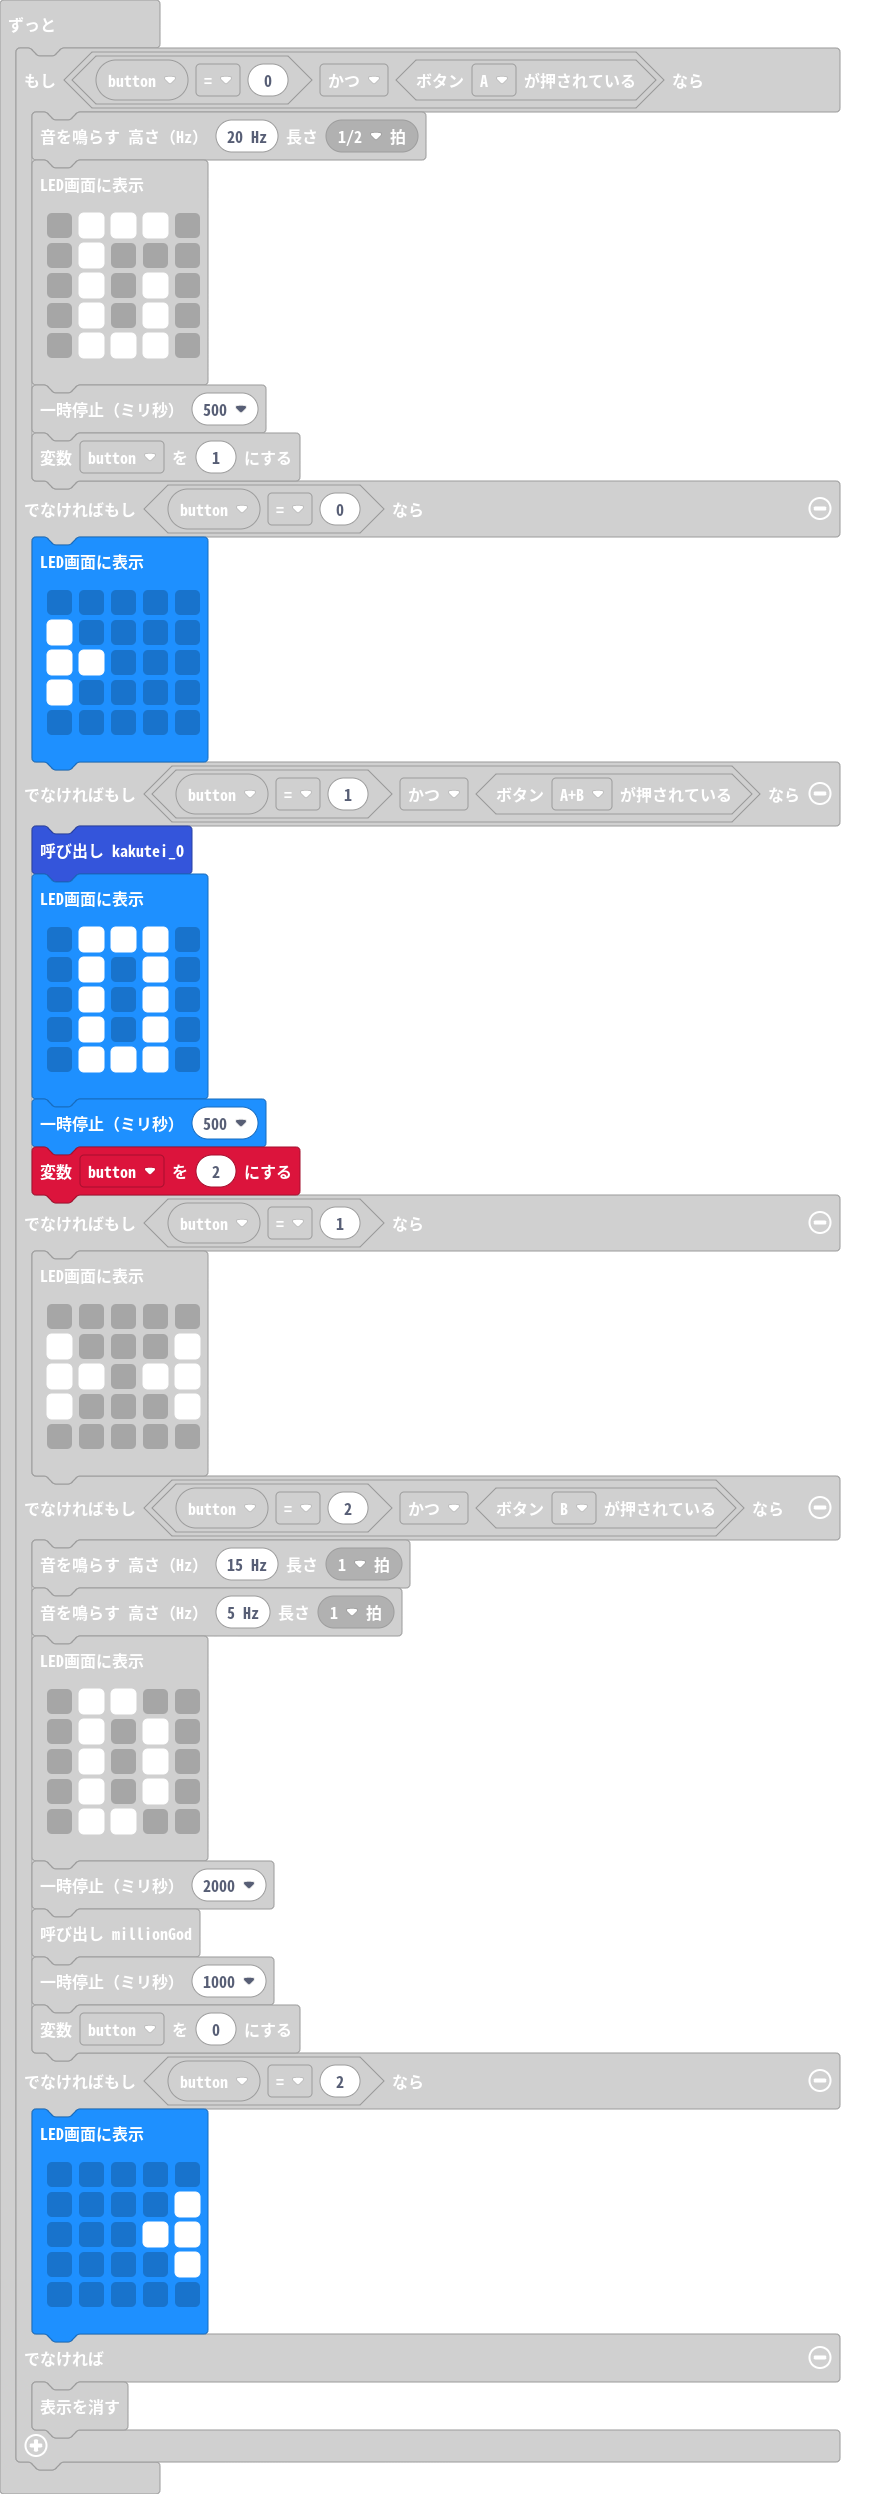 ずっと
もし button = 0 かつ ボタン A が押されている なら
音を鳴らす 高さ（Hz） 20 Hz 長さ 1/2 拍
LED画面に表示
一時停止（ミリ秒） 500
変数 button を 1 にする
でなければもし button = 0 なら
LED画面に表示
でなければもし button = 1 かつ ボタン A+B が押されている なら
呼び出し kakutei_O
LED画面に表示
一時停止（ミリ秒） 500
変数 button を 2 にする
でなければもし button = 1 なら
LED画面に表示
でなければもし button = 2 かつ ボタン B が押されている なら
音を鳴らす 高さ（Hz） 15 Hz 長さ 1 拍
音を鳴らす 高さ（Hz） 5 Hz 長さ 1 拍
LED画面に表示
一時停止（ミリ秒） 2000
呼び出し millionGod
一時停止（ミリ秒） 1000
変数 button を 0 にする
でなければもし button = 2 なら
LED画面に表示
でなければ
表示を消す